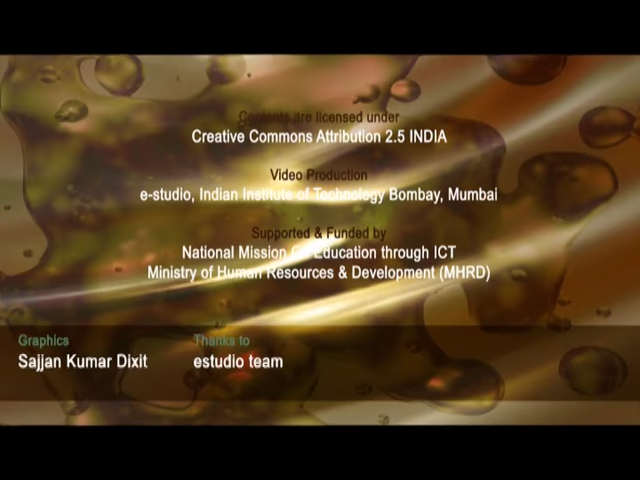 Contents are licensed under
Creative Commons Attribution 2.5 INDIA
Video Production
e-studio, Indian Institute of Technology Bombay, Mumbai
Supported & Funded by
National Mission On Education through ICT
Ministry of Human Resources & Development (MHRD)
Graphics
Sajjan Kumar Dixit
Thanks to
estudio team